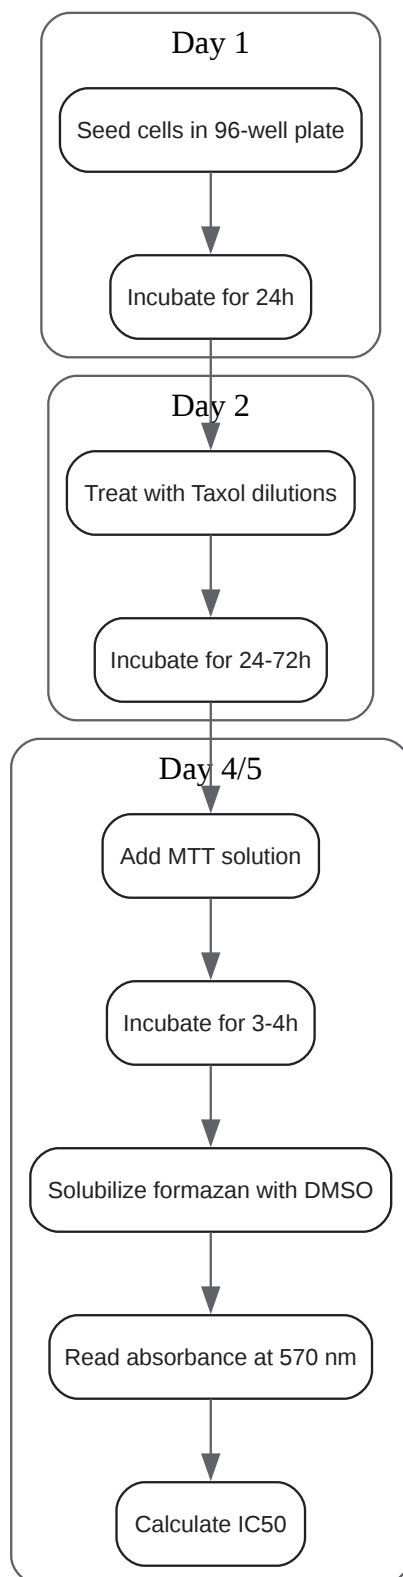 Day 1
Seed cells in 96-well plate
Incubate for 24h
Day 2
Treat with Taxol dilutions
Incubate for 24-72h
Day 4/5
Add MTT solution
Incubate for 3-4h
Solubilize formazan with DMSO
Read absorbance at 570 nm
Calculate IC50